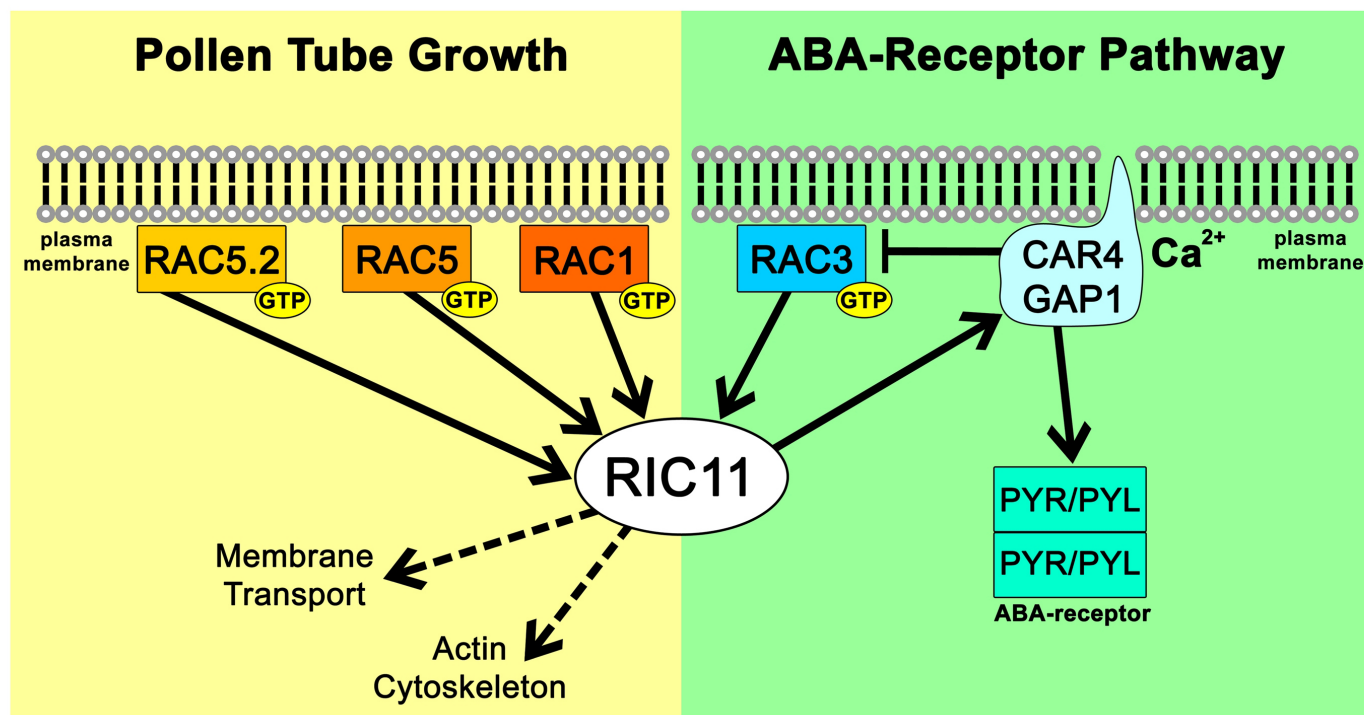 Pollen Tube Growth
ABA-Receptor Pathway
plasma
membrane
RAC5.2
GTP
RAC5
GTP
RAC1
GTP
RAC3
GTP
CAR4
GAP1
Ca²⁺
plasma
membrane
RIC11
PYR/PYL
PYR/PYL
ABA-receptor
Membrane
Transport
Actin
Cytoskeleton